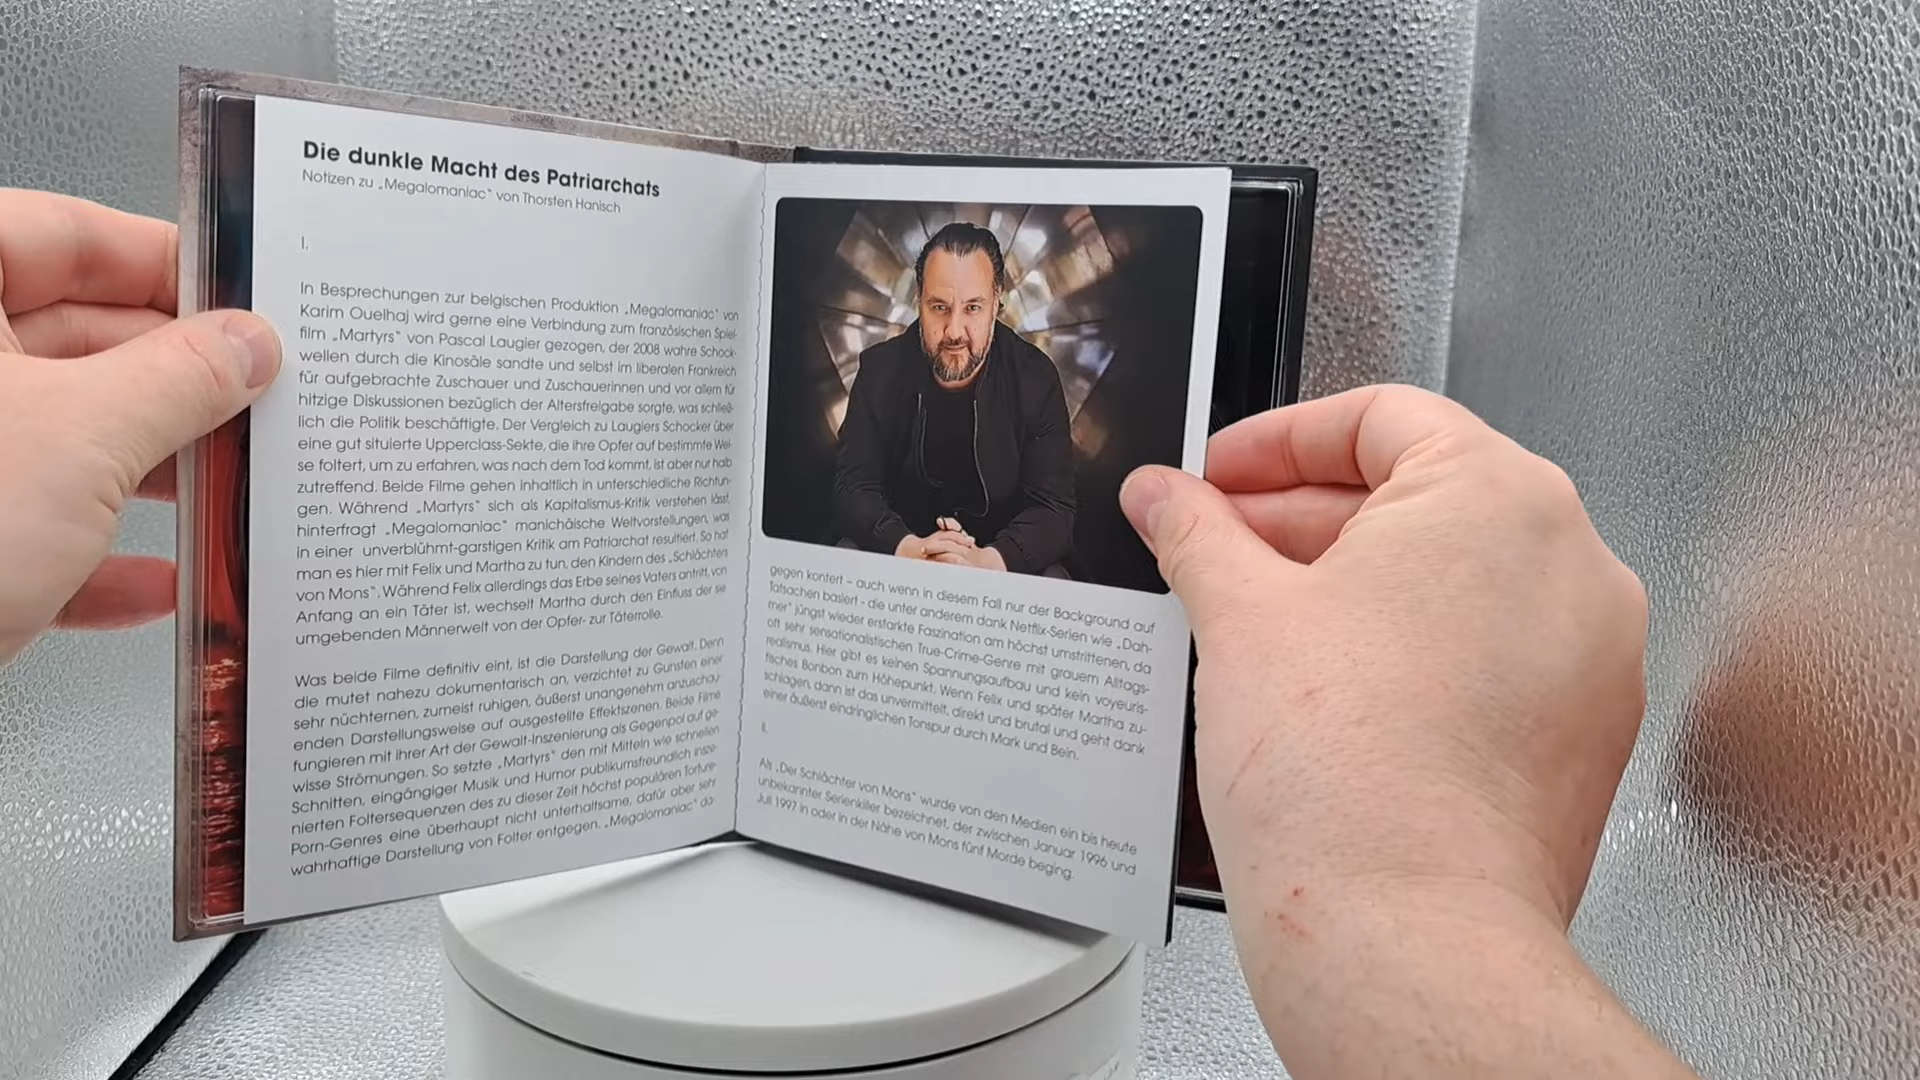 Die dunkle Macht des Patriarchats
Notizen zu „Megalomaniac“ von Thorsten Hanisch
I.
In Besprechungen zur belgischen Produktion „Megalomaniac“ von
Karim Ouelhaj wird gerne eine Verbindung zum französischen Spiel-
film „Martyrs“ von Pascal Laugier gezogen, der 2008 wahre Schock-
wellen durch die Kinosäle sandte und selbst im liberalen Frankreich
für aufgebrachte Zuschauer und Zuschauerinnen und vor allem für
hitzige Diskussionen bezüglich der Altersfreigabe sorgte, was schließ-
lich die Politik beschäftigte. Der Vergleich zu Laugiers Schocker über
eine gut situierte Upperclass-Sekte, die ihre Opfer auf bestimmte Wei-
se foltert, um zu erfahren, was nach dem Tod kommt, ist aber nur halb
zutreffend. Beide Filme gehen inhaltlich in unterschiedliche Richtun-
gen. Während „Martyrs“ sich als Kapitalismus-Kritik verstehen lässt,
hinterfragt „Megalomaniac“ manichäische Weltvorstellungen, was
in einer unverblühmt-garstigen Kritik am Patriarchat resultiert. So hat
man es hier mit Felix und Martha zu tun, den Kindern des „Schlächters
von Mons“. Während Felix allerdings das Erbe seines Vaters antritt, von
Anfang an ein Täter ist, wechselt Martha durch den Einfluss der sie
umgebenden Männerwelt von der Opfer- zur Täterrolle.
Was beide Filme definitiv eint, ist die Darstellung der Gewalt. Denn
die mutet nahezu dokumentarisch an, verzichtet zu Gunsten einer
sehr nüchternen, zumeist ruhigen, äußerst unangenehm anzuschau-
enden Darstellungsweise auf ausgestellte Effektszenen. Beide Filme
fungieren mit ihrer Art der Gewalt-Inszenierung als Gegenpol auf ge-
wisse Strömungen. So setzte „Martyrs“ den mit Mitteln wie schnellen
Schnitten, eingängiger Musik und Humor publikumsfreundlich insze-
nierten Foltersequenzen des zu dieser Zeit höchst populären Torture-
Porn-Genres eine überhaupt nicht unterhaltsame, dafür aber sehr
wahrhaftige Darstellung von Folter entgegen. „Megalomaniac“ da-
gegen kontert – auch wenn in diesem Fall nur der Background auf
Tatsachen basiert – die unter anderem dank Netflix-Serien wie „Dah-
mer“ jüngst wieder erstarkte Faszination am höchst umstrittenen, da
oft sehr sensationalistischen True-Crime-Genre mit grauem Alltags-
realismus. Hier gibt es keinen Spannungsaufbau und kein voyeuris-
tisches Bonbon zum Höhepunkt. Wenn Felix und später Martha zu-
schlagen, dann ist das unvermittelt, direkt und brutal und geht dank
einer äußerst eindringlichen Tonspur durch Mark und Bein.
II.
Als „Der Schlächter von Mons“ wurde von den Medien ein bis heute
unbekannter Serienkiller bezeichnet, der zwischen Januar 1996 und
Juli 1997 in oder in der Nähe von Mons fünf Morde beging.